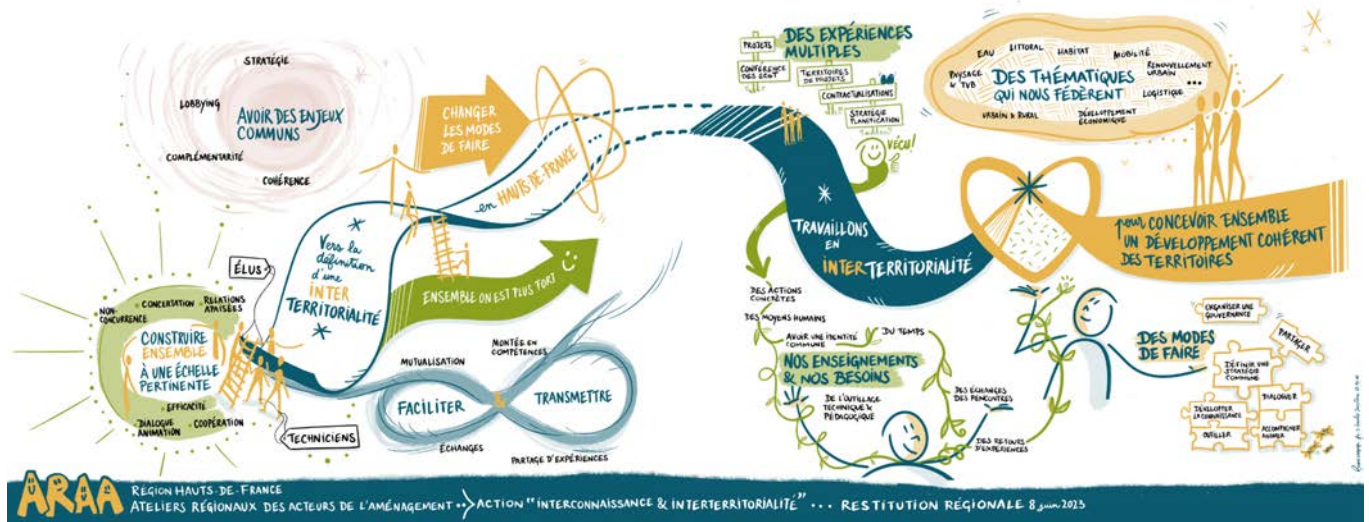 STRATÉGIE
LOBBYING
AVOIR DES ENJEUX
COMMUNS
COMPLÉMENTARITÉ
COHÉRENCE
CHANGER
LES MODES
DE FAIRE
en HAUTS-DE-FRANCE
Vers la
définition
d'une
INTER
TERRITORIALITÉ
ÉLUS
TECHNICIENS
NON-
CONCURRENCE
CONCERTATION
RELATIONS
APAISÉES
CONSTRUIRE
ENSEMBLE
À UNE ÉCHELLE
PERTINENTE
EFFICACITÉ
DIALOGUE
ANIMATION
COOPÉRATION
ENSEMBLE ON EST PLUS FORT
MUTUALISATION
MONTÉE EN
COMPÉTENCES
FACILITER
&
TRANSMETTRE
ÉCHANGES
PARTAGE D'EXPÉRIENCES
DES EXPÉRIENCES
MULTIPLES
PROJETS
CONFÉRENCE
DES SCOT
TERRITOIRES
DE PROJETS
CONTRACTUALISATIONS
STRATÉGIE
PLANIFICATION
VÉCU!
TRAVAILLONS
EN
INTERTERRITORIALITÉ
EAU
LITTORAL
HABITAT
MOBILITÉ
RENOUVELLEMENT
URBAIN
PAYSAGE
& TVB
DES THÉMATIQUES
QUI NOUS FÉDÈRENT
...
LOGISTIQUE
URBAIN & RURAL
DÉVELOPPEMENT
ÉCONOMIQUE
pour CONCEVOIR ENSEMBLE
UN DÉVELOPPEMENT COHÉRENT
DES TERRITOIRES
DES ACTIONS
CONCRÈTES
DES MOYENS HUMAINS
AVOIR UNE IDENTITÉ
COMMUNE
DU TEMPS
NOS ENSEIGNEMENTS
& NOS BESOINS
DE L'OUTILLAGE
TECHNIQUE &
PÉDAGOGIQUE
DES ÉCHANGES
DES RENCONTRES
DES RETOURS
D'EXPÉRIENCES
DES MODES
DE FAIRE
ORGANISER UNE
GOUVERNANCE
PARTAGER
DÉFINIR UNE
STRATÉGIE
COMMUNE
DIALOGUER
DÉVELOPPER
LA CONNAISSANCE
OUTILLER
ACCOMPAGNER
ANIMER
ARAA
RÉGION HAUTS-DE-FRANCE
ATELIERS RÉGIONAUX DES ACTEURS DE L'AMÉNAGEMENT ··> ACTION "INTERCONNAISSANCE & INTERTERRITORIALITÉ" ... RESTITUTION RÉGIONALE 8 juin 2023